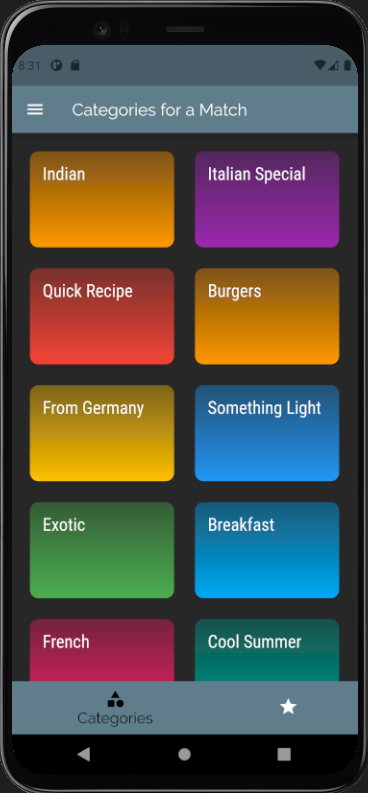 8:31
Categories for a Match
Indian
Italian Special
Quick Recipe
Burgers
From Germany
Something Light
Exotic
Breakfast
French
Cool Summer
Categories